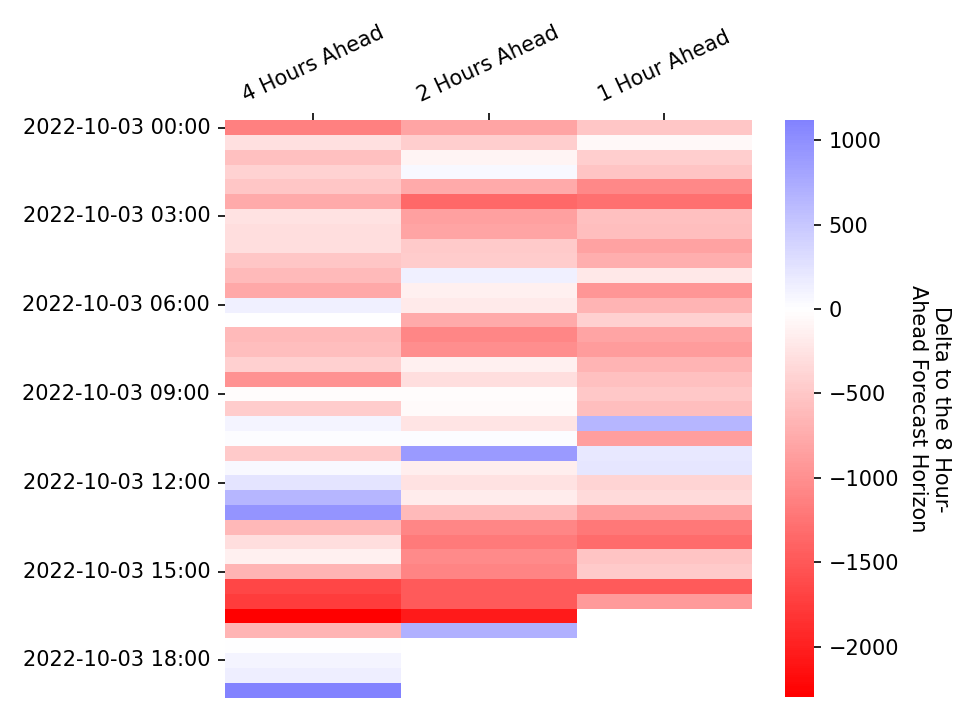 4 Hours Ahead
2 Hours Ahead
1 Hour Ahead
2022-10-03 00:00
2022-10-03 03:00
2022-10-03 06:00
2022-10-03 09:00
2022-10-03 12:00
2022-10-03 15:00
2022-10-03 18:00
1000
500
0
−500
−1000
−1500
−2000
Delta to the 8 Hour-
Ahead Forecast Horizon